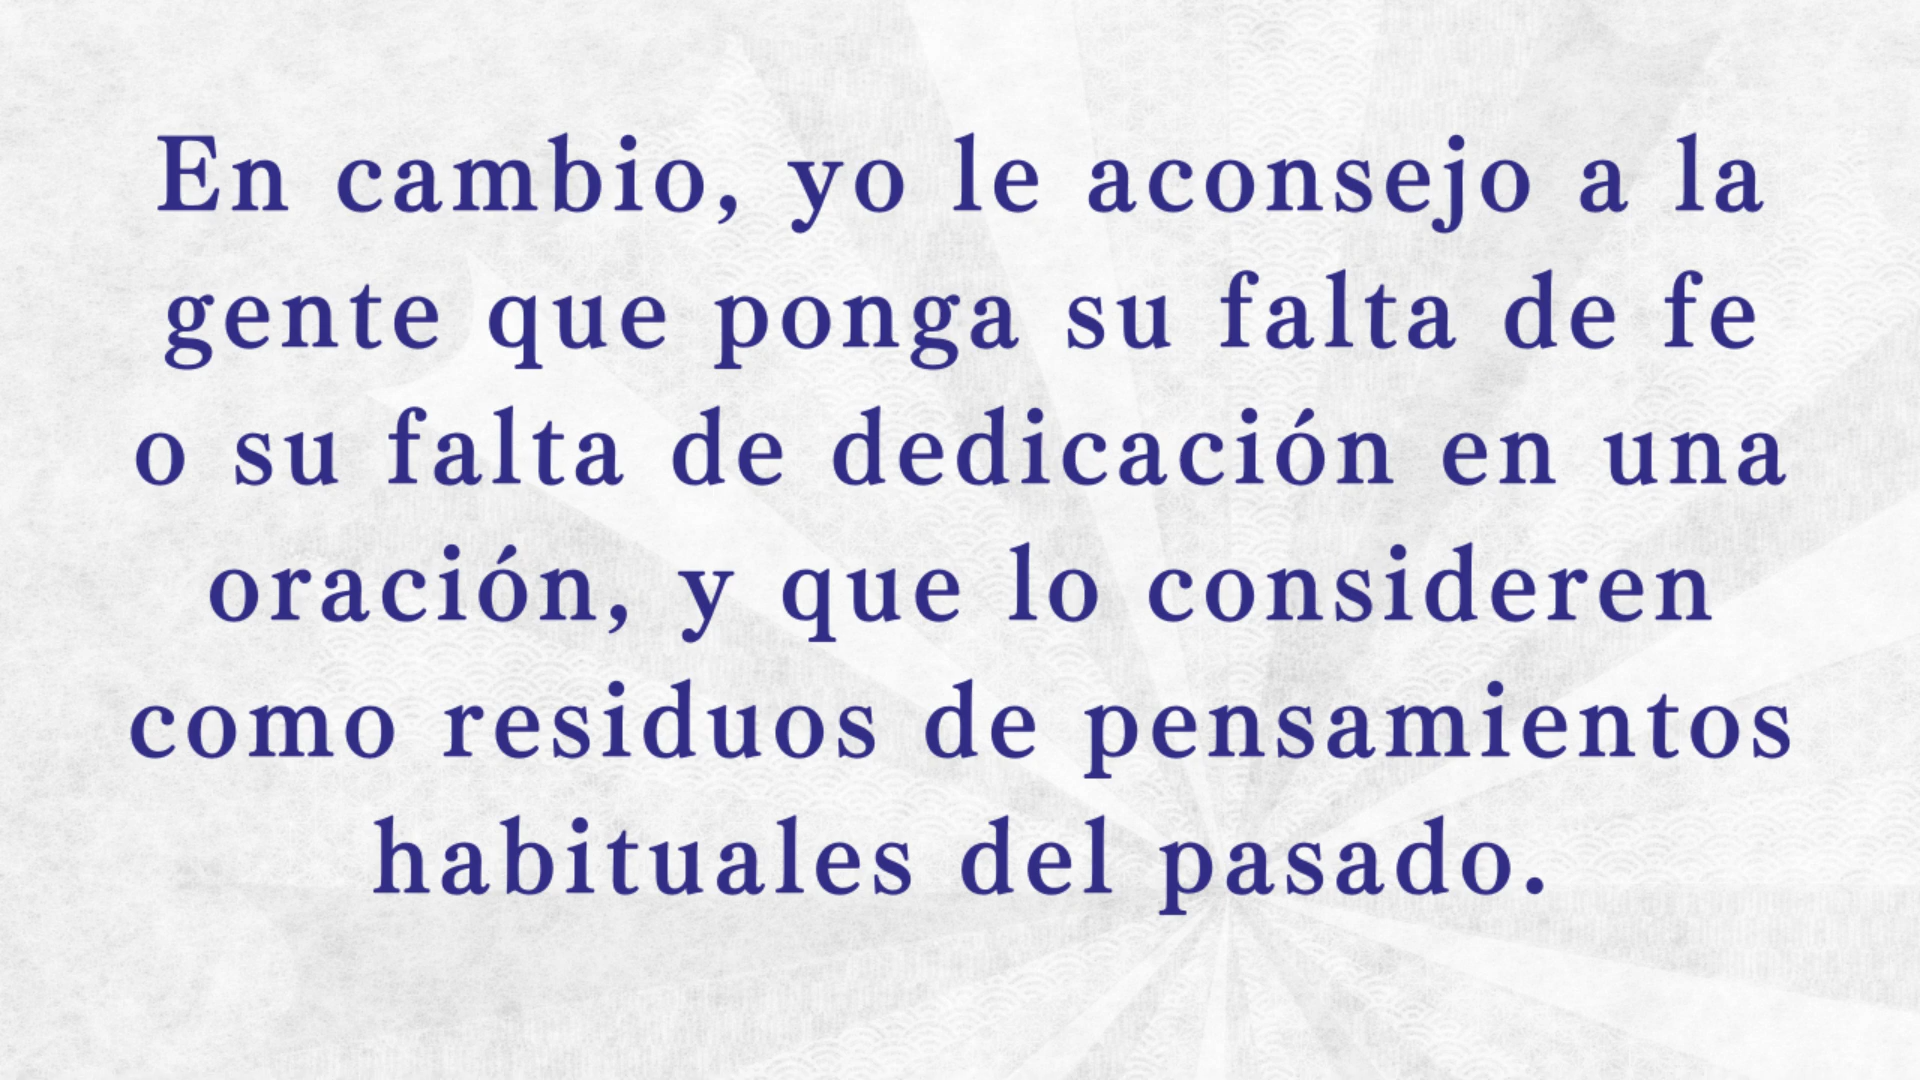 En cambio, yo le aconsejo a la
gente que ponga su falta de fe
o su falta de dedicación en una
oración, y que lo consideren
como residuos de pensamientos
habituales del pasado.